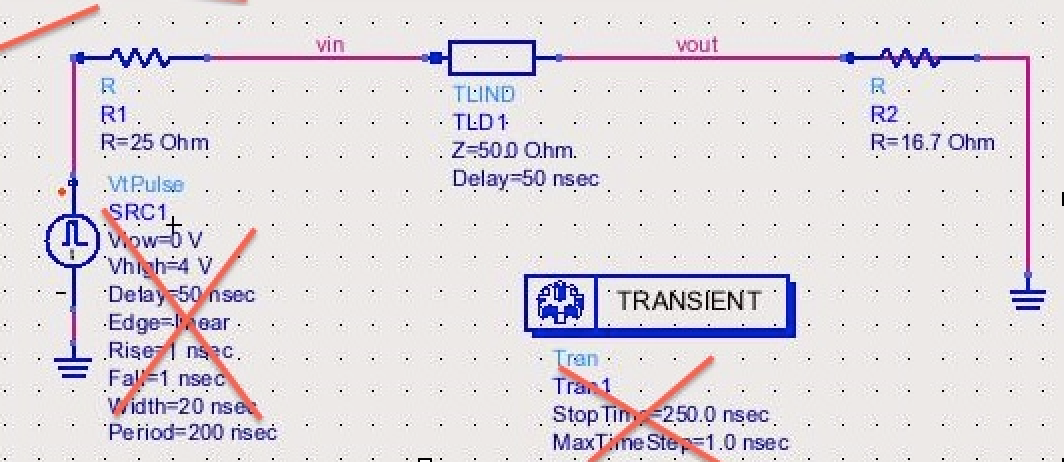 vin
vout
R
R1
R=25 Ohm
TLIND
TLD1
Z=50.0 Ohm
Delay=50 nsec
R
R2
R=16.7 Ohm
VtPulse
SRC1
Vlow=0 V
Vhigh=4 V
Delay=50 nsec
Edge=linear
Rise=1 nsec
Fall=1 nsec
Width=20 nsec
Period=200 nsec
TRANSIENT
Tran
Tran1
StopTime=250.0 nsec
MaxTimeStep=1.0 nsec